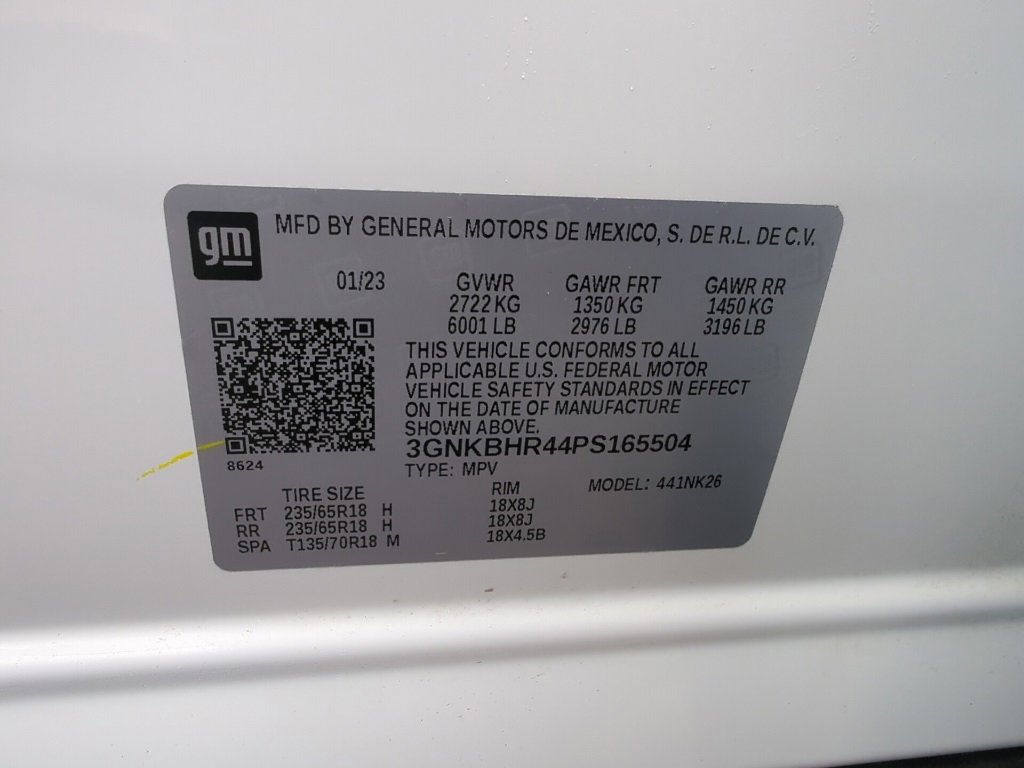 gm MFD BY GENERAL MOTORS DE MEXICO, S. DE R.L. DE C.V.
01/23 GVWR GAWR FRT GAWR RR
2722 KG 1350 KG 1450 KG
6001 LB 2976 LB 3196 LB
THIS VEHICLE CONFORMS TO ALL
APPLICABLE U.S. FEDERAL MOTOR
VEHICLE SAFETY STANDARDS IN EFFECT
ON THE DATE OF MANUFACTURE
SHOWN ABOVE.
3GNKBHR44PS165504
8624
TYPE: MPV MODEL: 441NK26
TIRE SIZE RIM
FRT 235/65R18 H 18X8J
RR 235/65R18 H 18X8J
SPA T135/70R18 M 18X4.5B